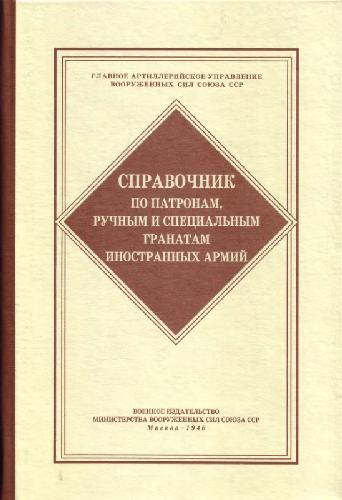 ГЛАВНОЕ АРТИЛЛЕРИЙСКОЕ УПРАВЛЕНИЕ
ВООРУЖЕННЫХ СИЛ СОЮЗА ССР
СПРАВОЧНИК
ПО ПАТРОНАМ,
РУЧНЫМ И СПЕЦИАЛЬНЫМ
ГРАНАТАМ
ИНОСТРАННЫХ АРМИЙ
ВОЕННОЕ ИЗДАТЕЛЬСТВО
МИНИСТЕРСТВА ВООРУЖЕННЫХ СИЛ СОЮЗА ССР
Москва—1946